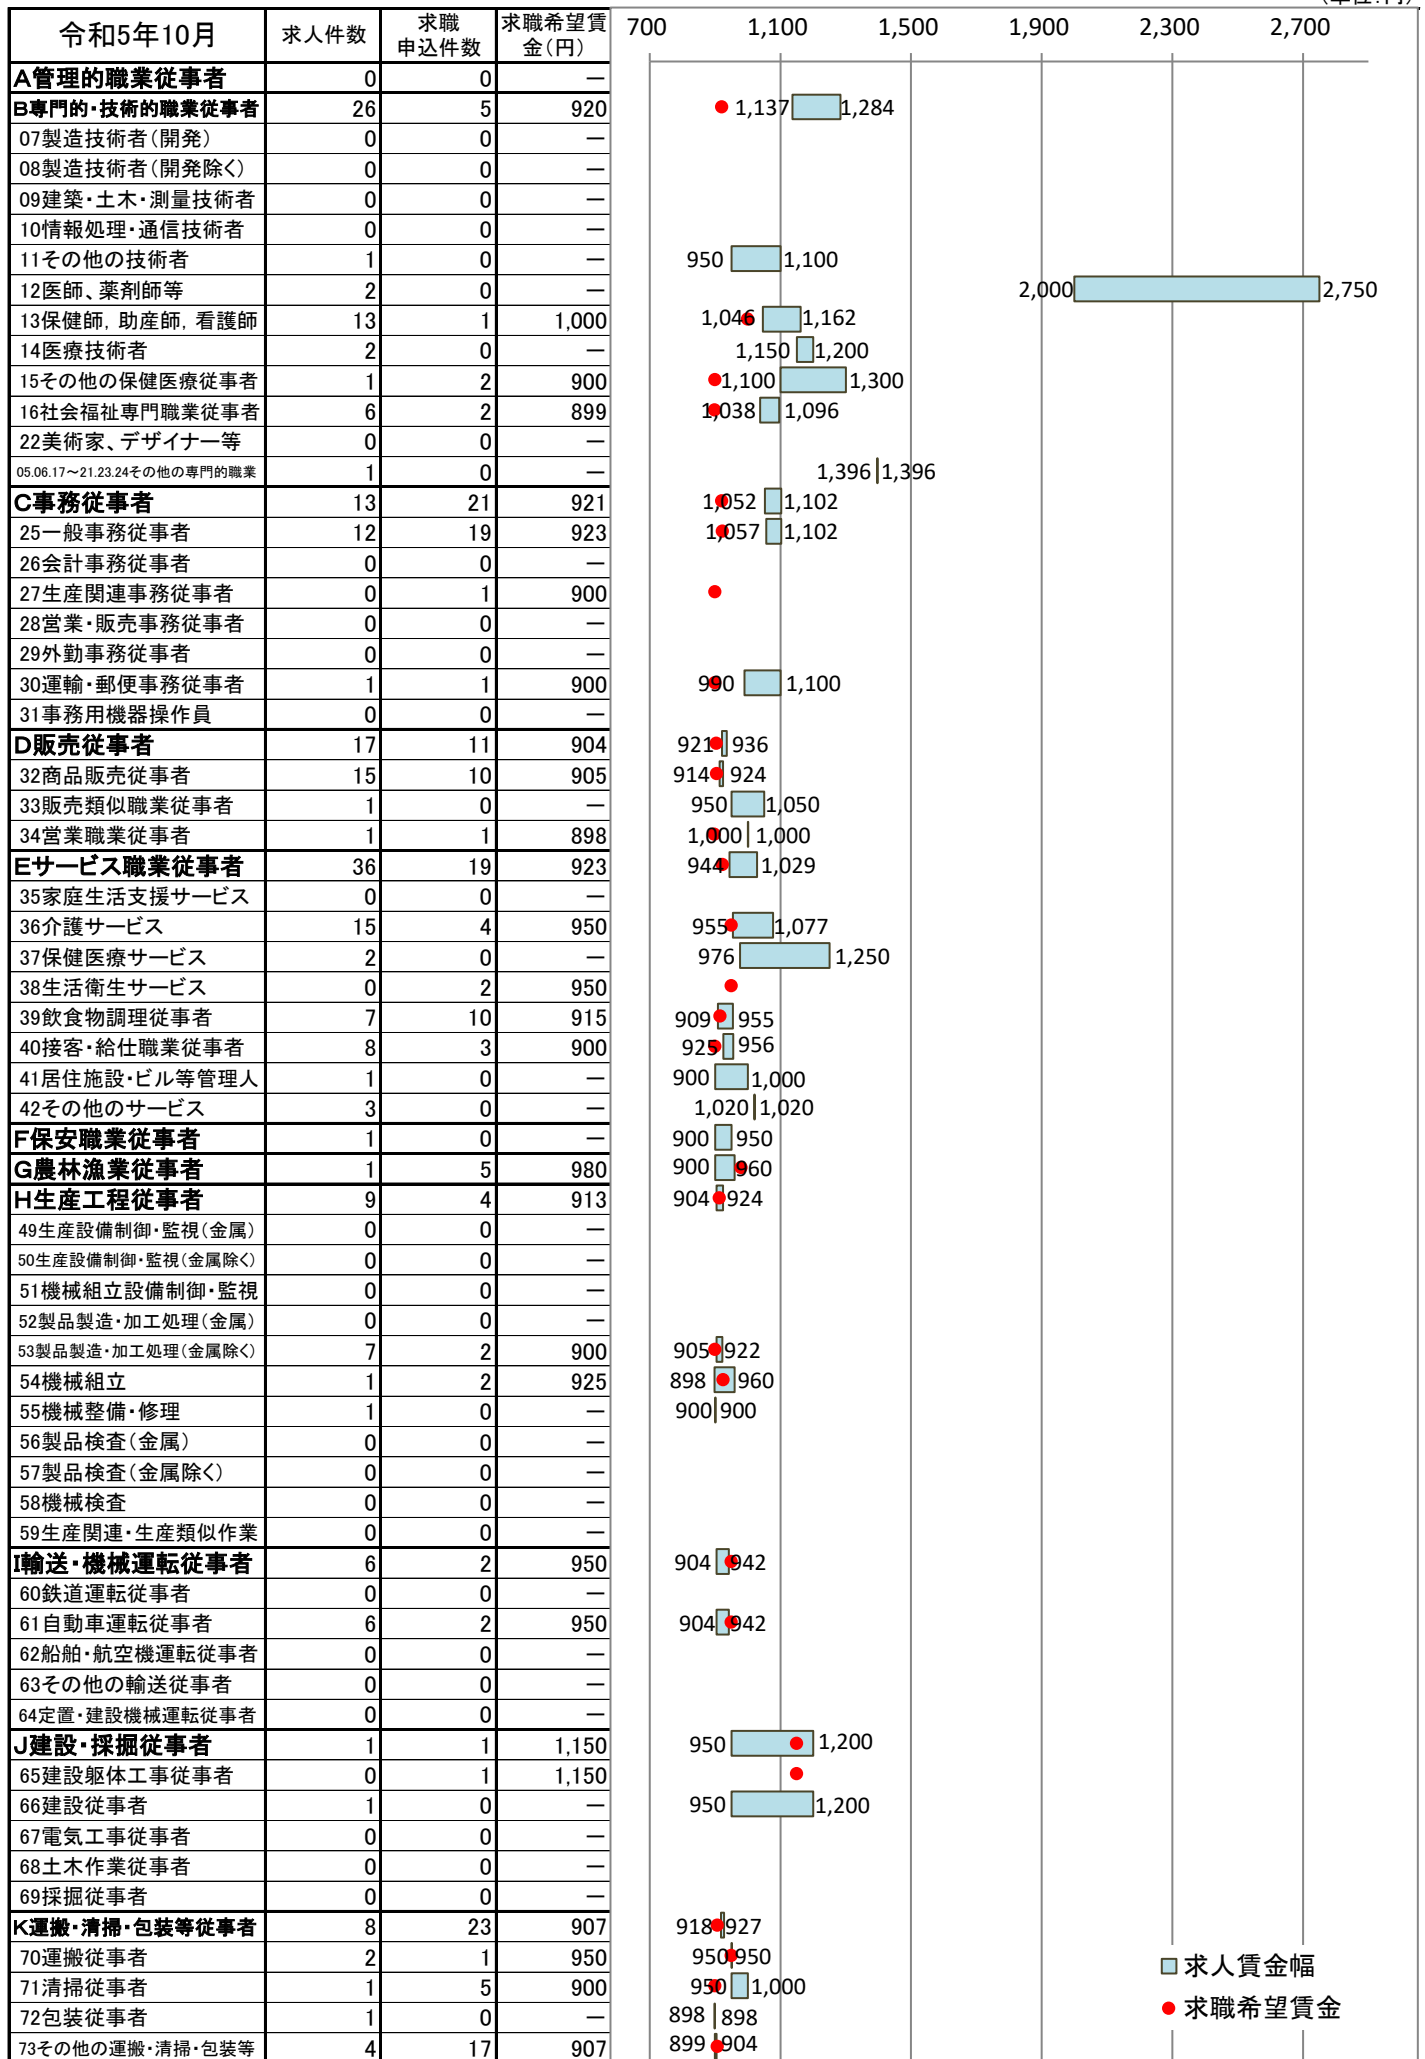 令和5年10月 求人件数 求職申込件数 求職希望賃金(円) 700 1,100 1,500 1,900 2,300 2,700
A管理的職業従事者 0 0 ―
B専門的・技術的職業従事者 26 5 920 1,137 1,284
07製造技術者(開発) 0 0 ―
08製造技術者(開発除く) 0 0 ―
09建築・土木・測量技術者 0 0 ―
10情報処理・通信技術者 0 0 ―
11その他の技術者 1 0 ― 950 1,100
12医師、薬剤師等 2 0 ― 2,000 2,750
13保健師,助産師,看護師 13 1 1,000 1,046 1,162
14医療技術者 2 0 ― 1,150 1,200
15その他の保健医療従事者 1 2 900 1,100 1,300
16社会福祉専門職業従事者 6 2 899 1,038 1,096
22美術家、デザイナー等 0 0 ―
05.06.17～21.23.24その他の専門的職業 1 0 ― 1,396 1,396
C事務従事者 13 21 921 1,052 1,102
25一般事務従事者 12 19 923 1,057 1,102
26会計事務従事者 0 0 ―
27生産関連事務従事者 0 1 900
28営業・販売事務従事者 0 0 ―
29外勤事務従事者 0 0 ―
30運輸・郵便事務従事者 1 1 900 990 1,100
31事務用機器操作員 0 0 ―
D販売従事者 17 11 904 921 936
32商品販売従事者 15 10 905 914 924
33販売類似職業従事者 1 0 ― 950 1,050
34営業職業従事者 1 1 898 1,000 1,000
Eサービス職業従事者 36 19 923 944 1,029
35家庭生活支援サービス 0 0 ―
36介護サービス 15 4 950 955 1,077
37保健医療サービス 2 0 ― 976 1,250
38生活衛生サービス 0 2 950
39飲食物調理従事者 7 10 915 909 955
40接客・給仕職業従事者 8 3 900 925 956
41居住施設・ビル等管理人 1 0 ― 900 1,000
42その他のサービス 3 0 ― 1,020 1,020
F保安職業従事者 1 0 ― 900 950
G農林漁業従事者 1 5 980 900 960
H生産工程従事者 9 4 913 904 924
49生産設備制御・監視(金属) 0 0 ―
50生産設備制御・監視(金属除く) 0 0 ―
51機械組立設備制御・監視 0 0 ―
52製品製造・加工処理(金属) 0 0 ―
53製品製造・加工処理(金属除く) 7 2 900 905 922
54機械組立 1 2 925 898 960
55機械整備・修理 1 0 ― 900 900
56製品検査(金属) 0 0 ―
57製品検査(金属除く) 0 0 ―
58機械検査 0 0 ―
59生産関連・生産類似作業 0 0 ―
I輸送・機械運転従事者 6 2 950 904 942
60鉄道運転従事者 0 0 ―
61自動車運転従事者 6 2 950 904 942
62船舶・航空機運転従事者 0 0 ―
63その他の輸送従事者 0 0 ―
64定置・建設機械運転従事者 0 0 ―
J建設・採掘従事者 1 1 1,150 950 1,200
65建設躯体工事従事者 0 1 1,150
66建設従事者 1 0 ― 950 1,200
67電気工事従事者 0 0 ―
68土木作業従事者 0 0 ―
69採掘従事者 0 0 ―
K運搬・清掃・包装等従事者 8 23 907 918 927
70運搬従事者 2 1 950 950 950
求人賃金幅
71清掃従事者 1 5 900 950 1,000
求職希望賃金
72包装従事者 1 0 ― 898 898
73その他の運搬・清掃・包装等 4 17 907 899 904